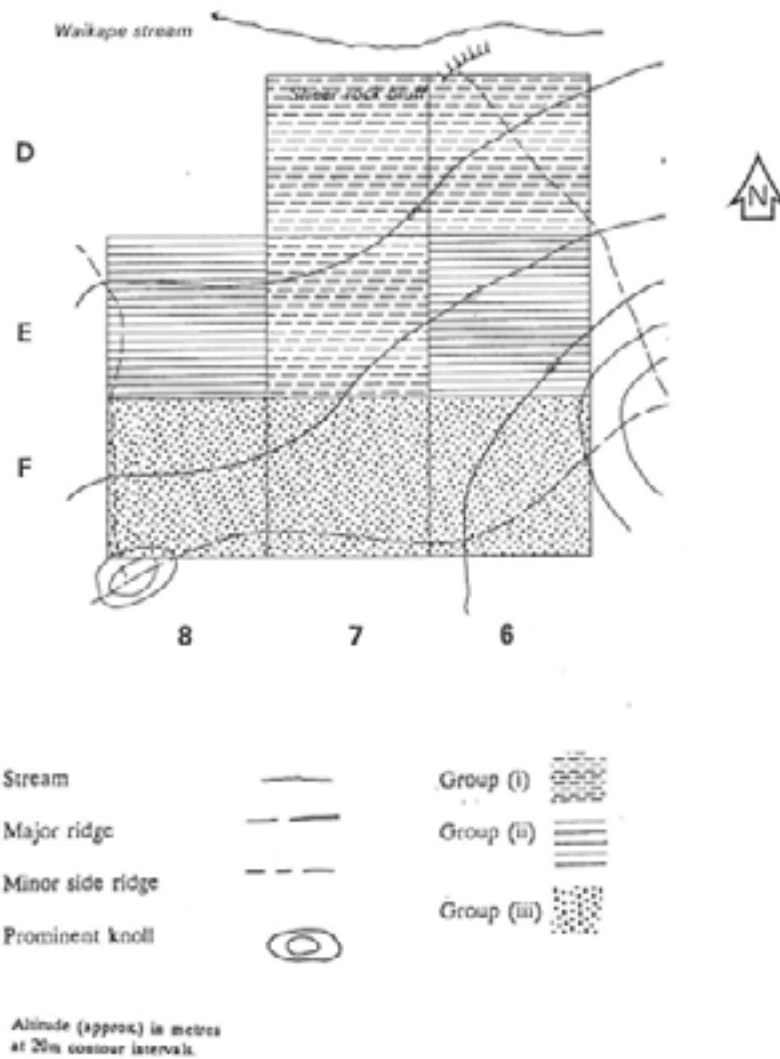 Waikape stream
Sheer rock bluff
D
N
E
F
8 7 6
Stream
Group (i)
Major ridge
Group (ii)
Minor side ridge
Group (iii)
Prominent knoll
Altitude (approx.) in metres
at 20m contour intervals.